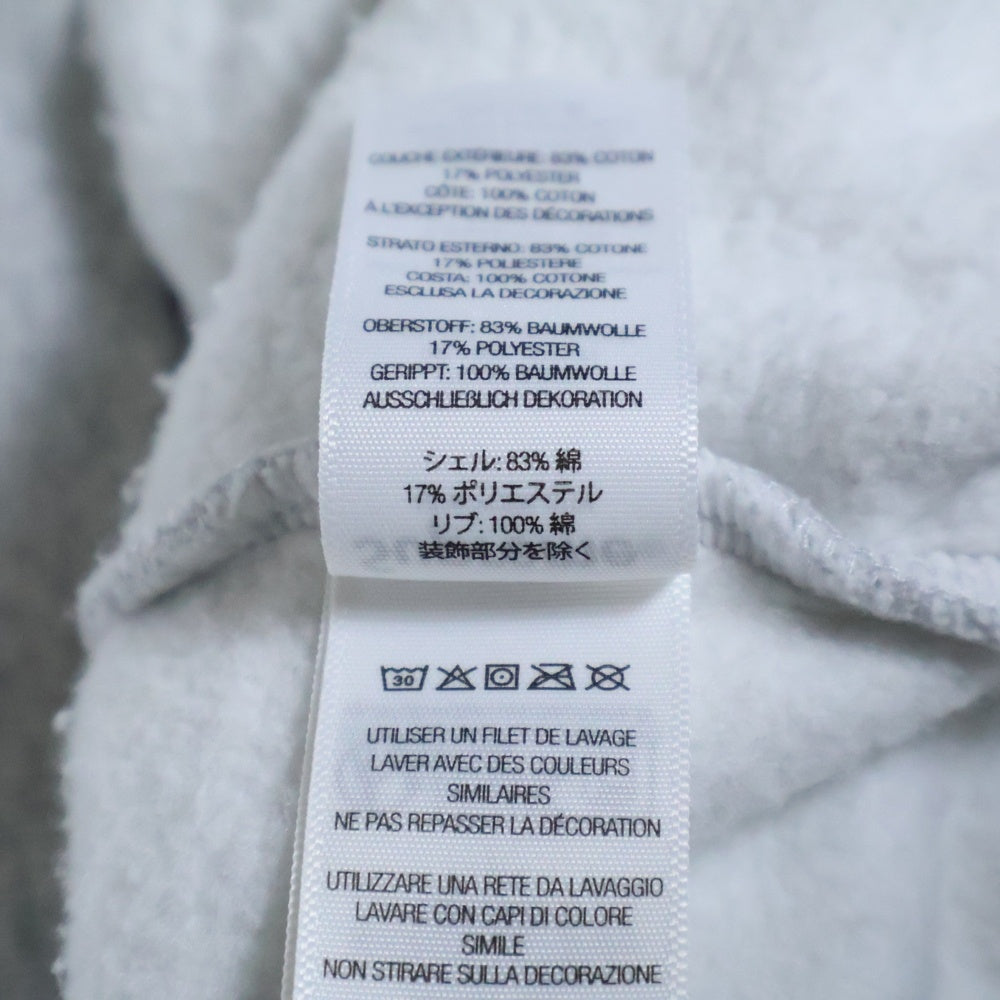 COUCHE EXTÉRIEURE: 83% COTON
17% POLYESTER
CÔTE: 100% COTON
À L'EXCEPTION DES DÉCORATIONS
STRATO ESTERNO: 83% COTONE
17% POLIESTERE
COSTA: 100% COTONE
ESCLUSA LA DECORAZIONE
OBERSTOFF: 83% BAUMWOLLE
17% POLYESTER
GERIPPT: 100% BAUMWOLLE
AUSSCHLIEßLICH DEKORATION
シェル: 83% 綿
17% ポリエステル
リブ: 100% 綿
装飾部分を除く
30
UTILISER UN FILET DE LAVAGE
LAVER AVEC DES COULEURS
SIMILAIRES
NE PAS REPASSER LA DÉCORATION
UTILIZZARE UNA RETE DA LAVAGGIO
LAVARE CON CAPI DI COLORE
SIMILE
NON STIRARE SULLA DECORAZIONE